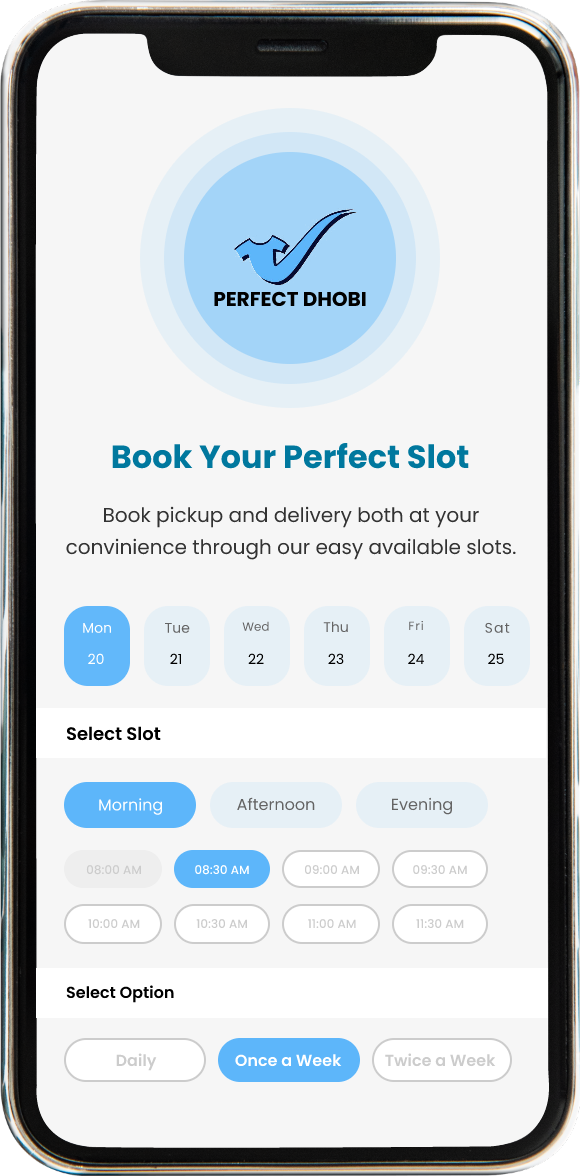 PERFECT DHOBI
Book Your Perfect Slot
Book pickup and delivery both at your
convinience through our easy available slots.
Mon Tue Wed Thu Fri Sat
20 21 22 23 24 25
Select Slot
Morning Afternoon Evening
08:00 AM 08:30 AM 09:00 AM 09:30 AM
10:00 AM 10:30 AM 11:00 AM 11:30 AM
Select Option
Daily Once a Week Twice a Week